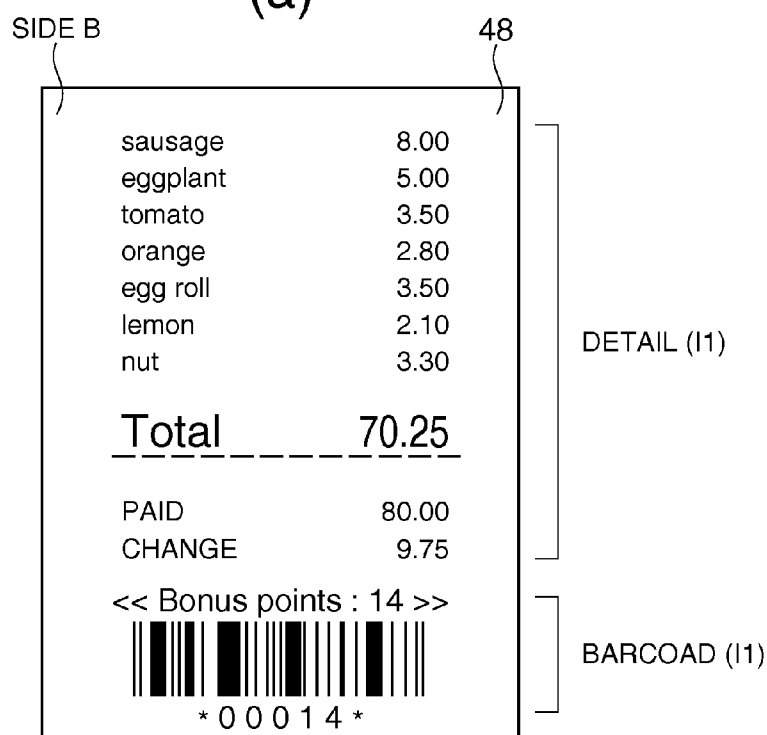 (a)
SIDE B 48
sausage 8.00
eggplant 5.00
tomato 3.50
orange 2.80
egg roll 3.50
lemon 2.10
nut 3.30
DETAIL (I1)
Total 70.25
PAID 80.00
CHANGE 9.75
<< Bonus points : 14 >>
BARCOAD (I1)
*00014*